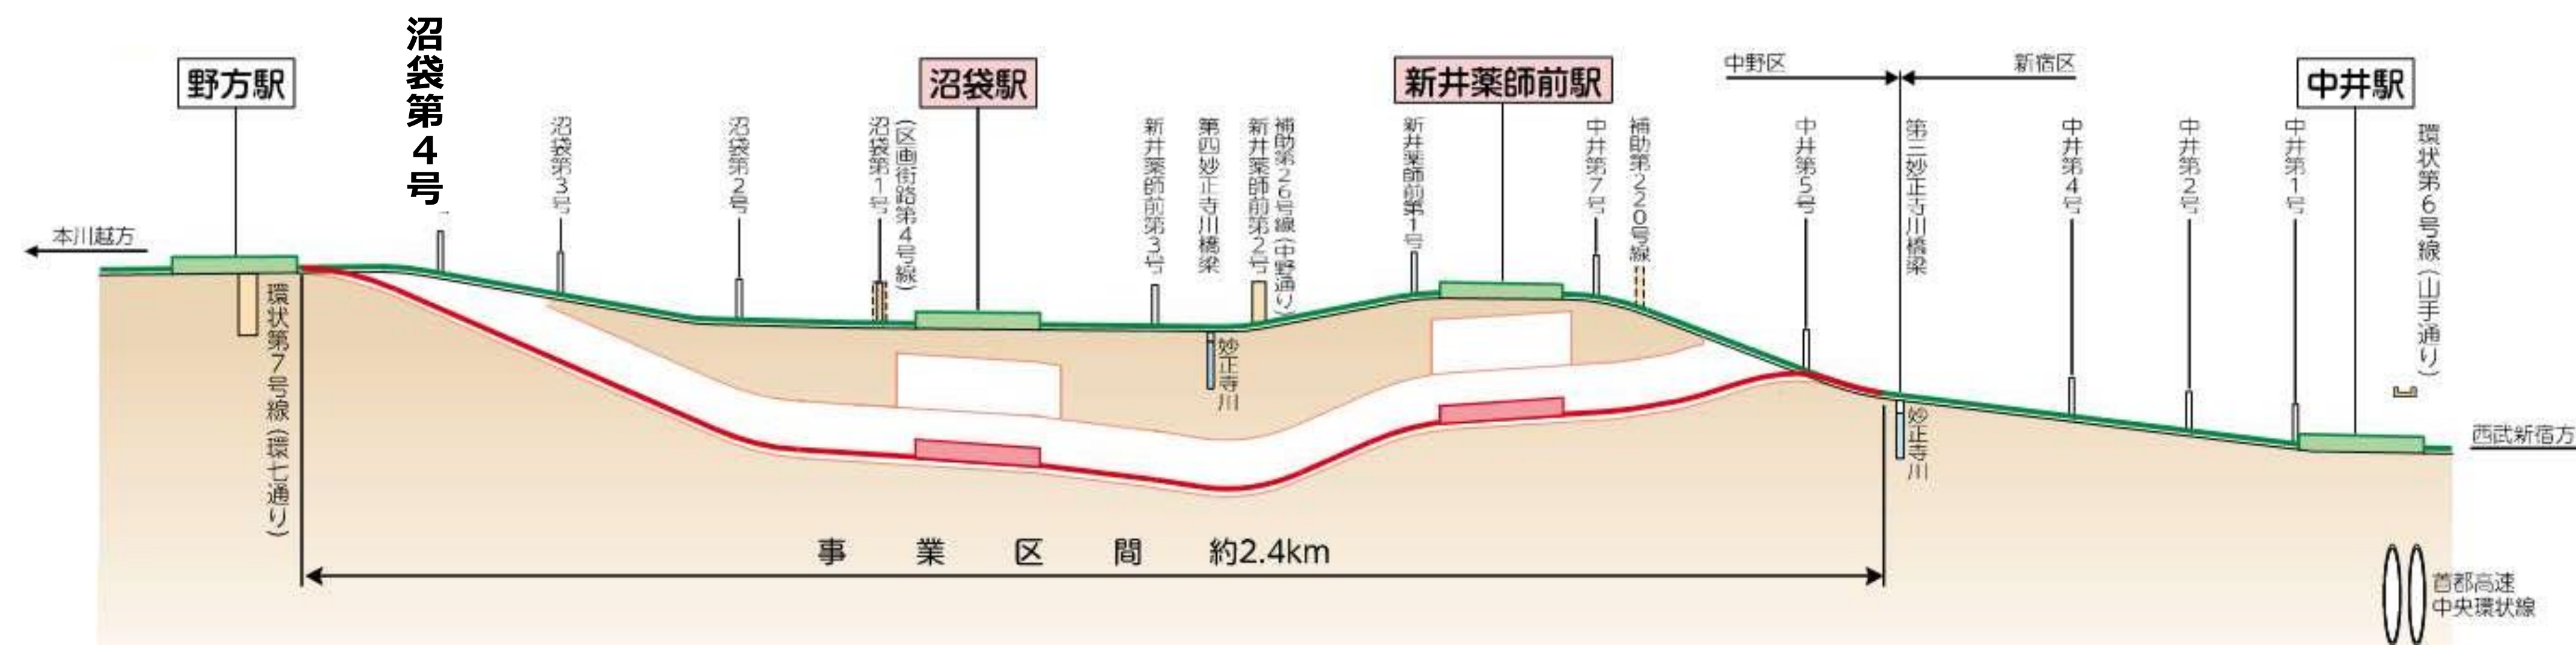 沼袋第4号
野方駅
沼袋駅
新井薬師前駅
中野区
新宿区
中井駅
沼袋第3号
沼袋第2号
沼袋第1号
(区画街路第4号線)
新井薬師前第3号
第四妙正寺川橋梁
新井薬師前第2号
補助第26号線(中野通り)
新井薬師前第1号
中井第7号
補助第220号線
中井第5号
第三妙正寺川橋梁
中井第4号
中井第2号
中井第1号
環状第6号線(山手通り)
本川越方
西武新宿方
環状第7号線(環七通り)
妙正寺川
妙正寺川
事業区間 約2.4km
首都高速
中央環状線